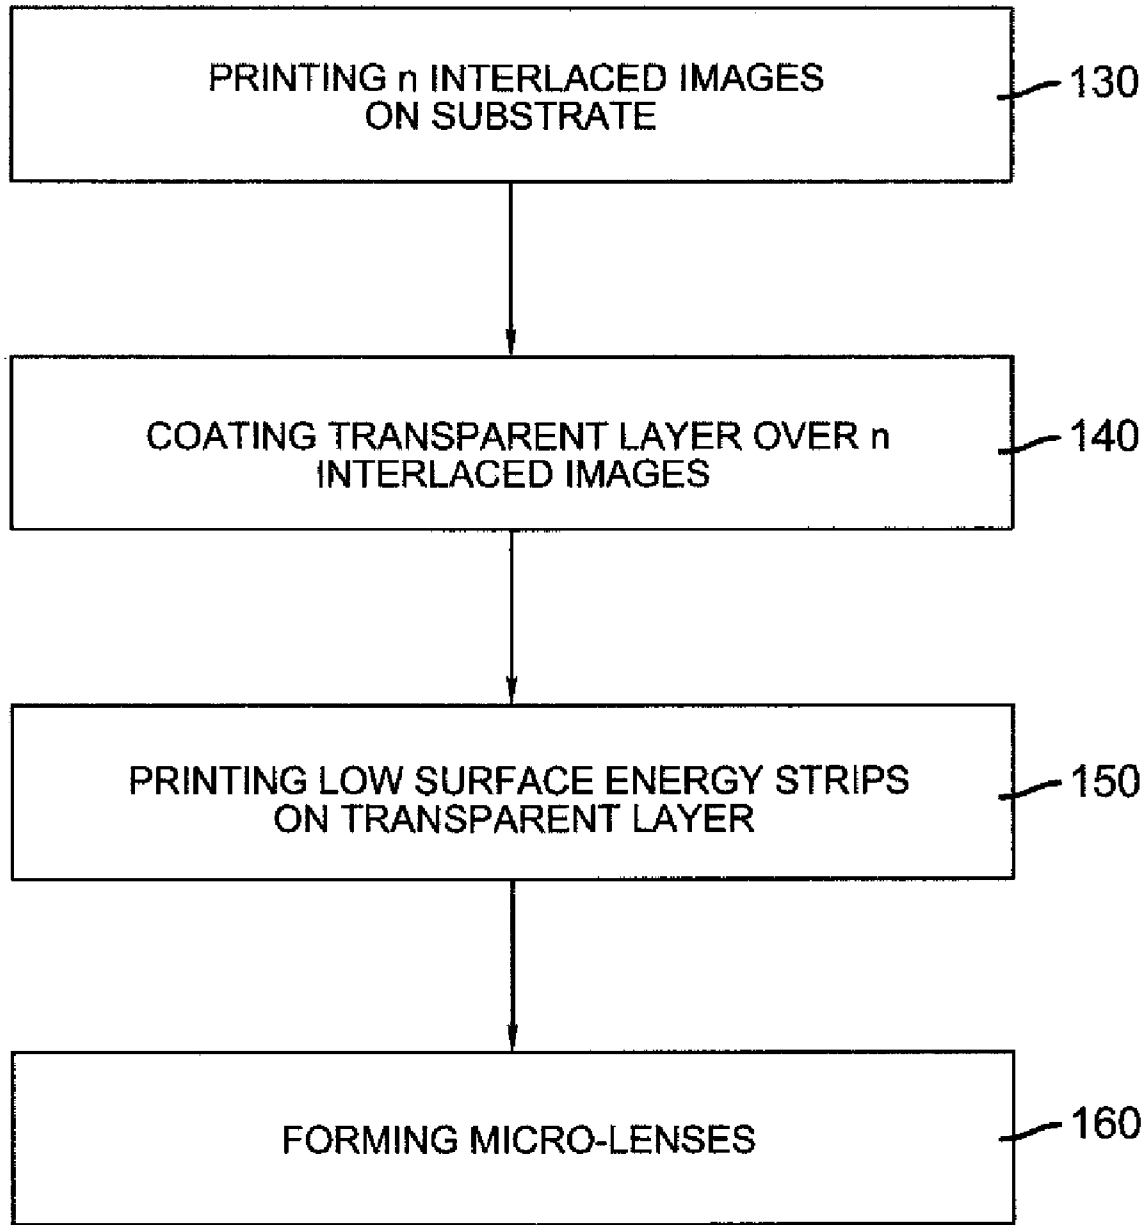 PRINTING n INTERLACED IMAGES
ON SUBSTRATE
130
COATING TRANSPARENT LAYER OVER n
INTERLACED IMAGES
140
PRINTING LOW SURFACE ENERGY STRIPS
ON TRANSPARENT LAYER
150
FORMING MICRO-LENSES
160